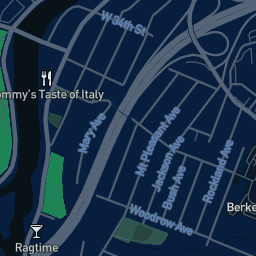 W 34th St
ommy's Taste of Italy
Mary Ave
Mt Pleasant Ave
Jackson Ave
Bush Ave
Rockland Ave
Berke
Woodrow Ave
Ragtime